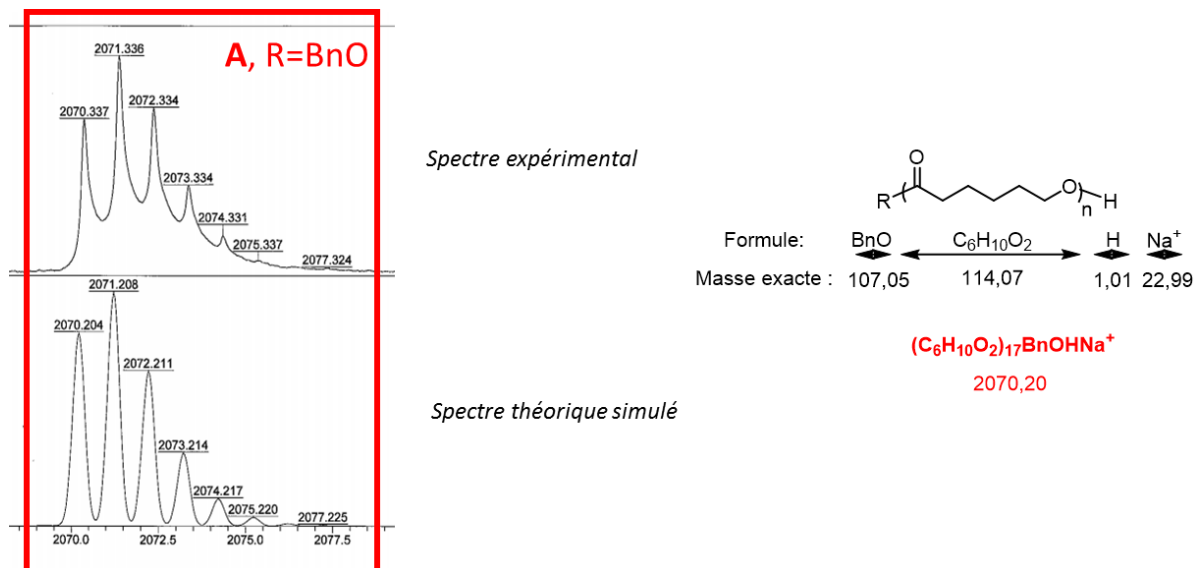 A, R=BnO
2071.336
2070.337
2072.334
2073.334
2074.331
2075.337
2077.324
Spectre expérimental
2071.208
2070.204
2072.211
2073.214
2074.217
2075.220
2077.225
2070.0 2072.5 2075.0 2077.5
Spectre théorique simulé
O
R O H
n
Formule: BnO C6H10O2 H Na+
Masse exacte : 107,05 114,07 1,01 22,99
(C6H10O2)17BnOHNa+
2070,20